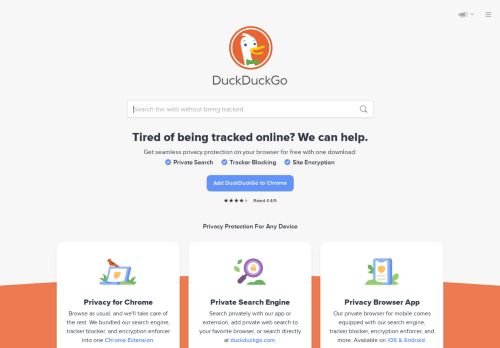 DuckDuckGo
Search the web without being tracked
Tired of being tracked online? We can help.
Get seamless privacy protection on your browser for free with one download:
Private Search Tracker Blocking Site Encryption
Add DuckDuckGo to Chrome
Rated 4.4/5
Privacy Protection For Any Device
Privacy for Chrome
Browse as usual, and we'll take care of
the rest. We bundled our search engine,
tracker blocker, and encryption enforcer
into one Chrome Extension.
Private Search Engine
Search privately with our app or
extension, add private web search to
your favorite browser, or search directly
at duckduckgo.com.
Privacy Browser App
Our private browser for mobile comes
equipped with our search engine,
tracker blocker, encryption enforcer,
and more. Available on iOS & Android.